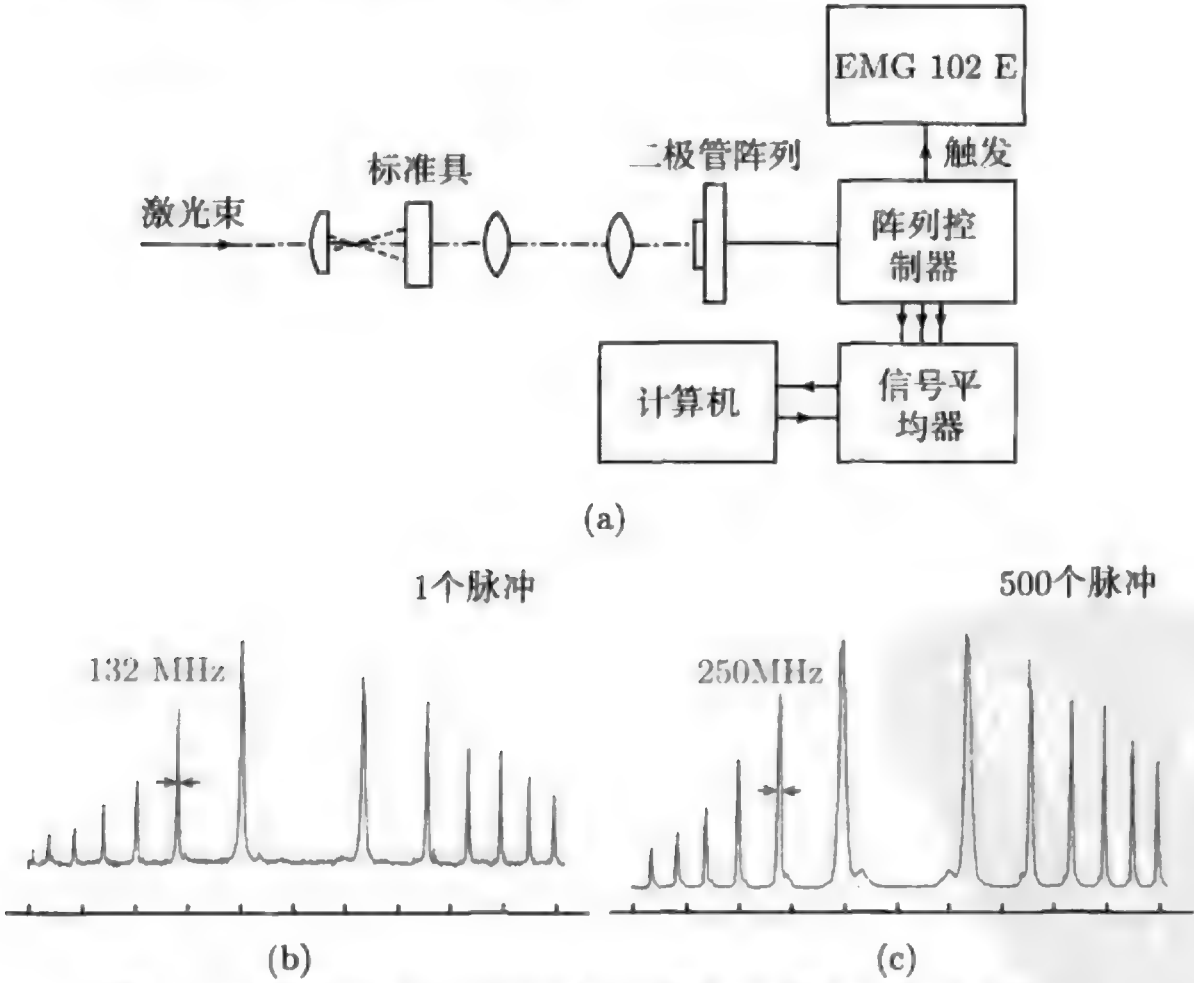 EMG 102 E
触发
二极管阵列
标准具
激光束
阵列控
制器
计算机
信号平
均器
(a)
1个脉冲
132 MHz
(b)
500个脉冲
250MHz
(c)